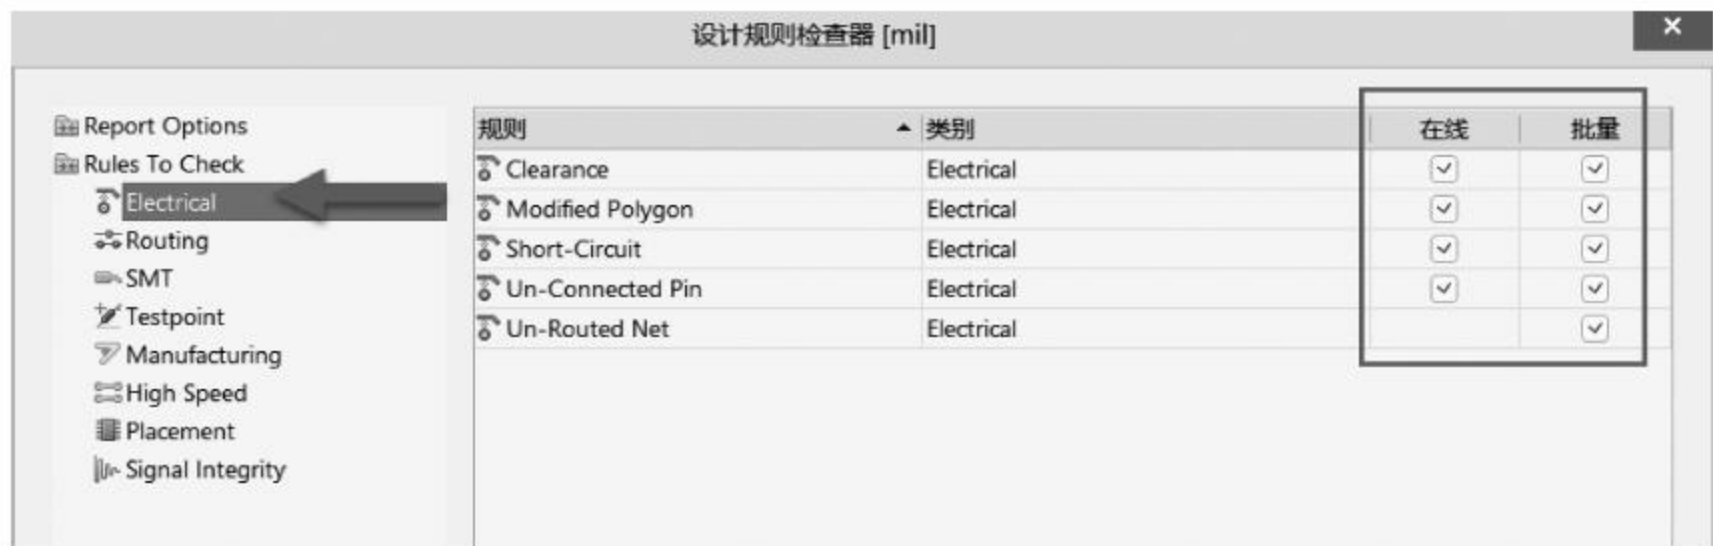 设计规则检查器 [mil]
Report Options
Rules To Check
Electrical
Routing
SMT
Testpoint
Manufacturing
High Speed
Placement
Signal Integrity
规则 类别 在线 批量
Clearance Electrical
Modified Polygon Electrical
Short-Circuit Electrical
Un-Connected Pin Electrical
Un-Routed Net Electrical